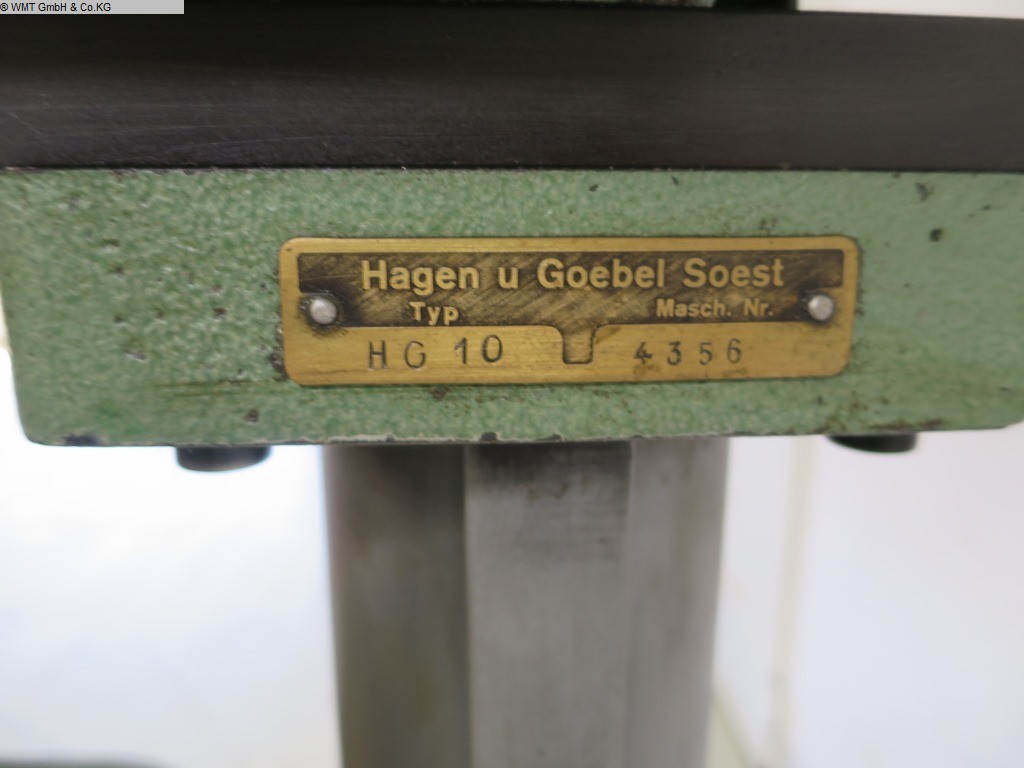 © WMT GmbH & Co.KG
Hagen u Goebel Soest
Typ Masch. Nr.
HG 10 4356